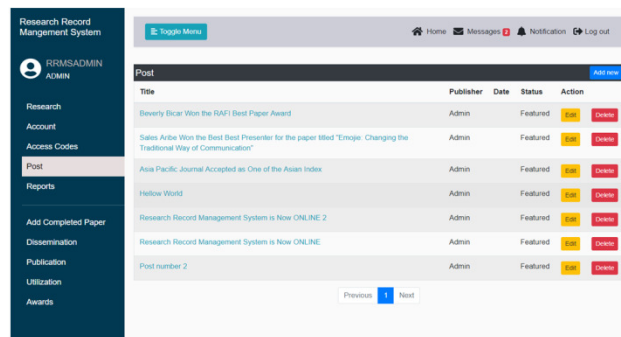 Research Record
Mangement System
RRMSADMIN
ADMIN
Research
Account
Access Codes
Post
Reports
Add Completed Paper
Dissemination
Publication
Utilization
Awards
Toggle Menu
Home Messages 2 Notification Log out
Post Add new
Title Publisher Date Status Action
Beverly Bicar Won the RAFI Best Paper Award Admin Featured Edit Delete
Sales Aribe Won the Best Best Presenter for the paper titled "Emojie: Changing the
Traditional Way of Communication" Admin Featured Edit Delete
Asia Pacific Journal Accepted as One of the Asian Index Admin Featured Edit Delete
Hellow World Admin Featured Edit Delete
Research Record Management System is Now ONLINE 2 Admin Featured Edit Delete
Research Record Management System is Now ONLINE Admin Featured Edit Delete
Post number 2 Admin Featured Edit Delete
Previous 1 Next